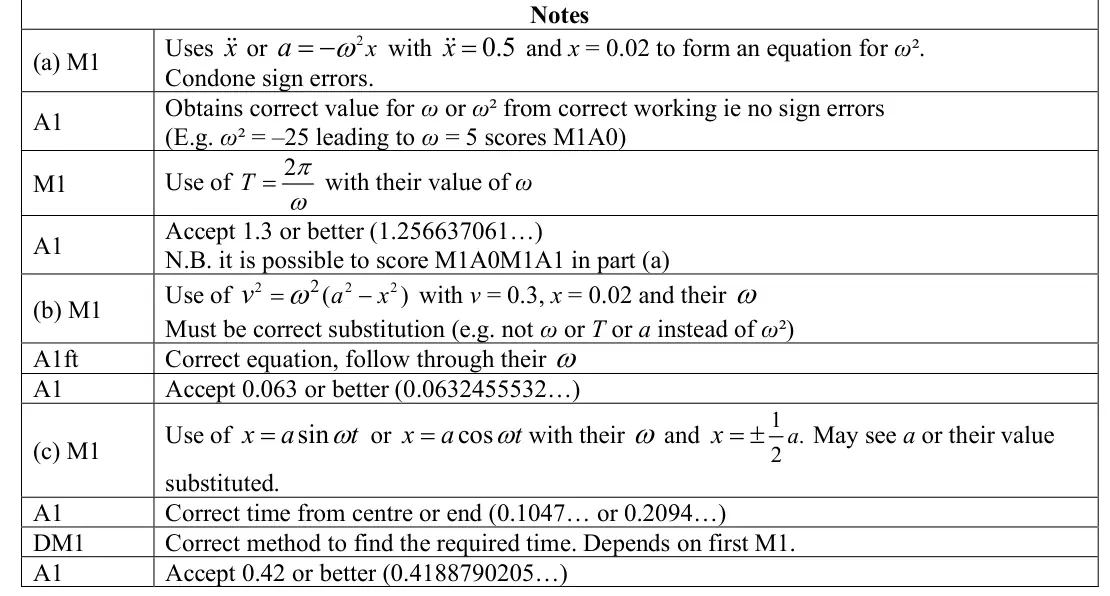 Notes
(a) M1
Uses ẍ or a = −ω²x with ẍ = 0.5 and x = 0.02 to form an equation for ω².
Condone sign errors.
A1
Obtains correct value for ω or ω² from correct working ie no sign errors
(E.g. ω² = –25 leading to ω = 5 scores M1A0)
M1
Use of T = 2π/ω with their value of ω
A1
Accept 1.3 or better (1.256637061…)
N.B. it is possible to score M1A0M1A1 in part (a)
(b) M1
Use of v² = ω²(a² − x²) with v = 0.3, x = 0.02 and their ω
Must be correct substitution (e.g. not ω or T or a instead of ω²)
A1ft
Correct equation, follow through their ω
A1
Accept 0.063 or better (0.0632455532…)
(c) M1
Use of x = a sin ωt or x = a cos ωt with their ω and x = ±1/2 a. May see a or their value
substituted.
A1
Correct time from centre or end (0.1047… or 0.2094…)
DM1
Correct method to find the required time. Depends on first M1.
A1
Accept 0.42 or better (0.4188790205…)